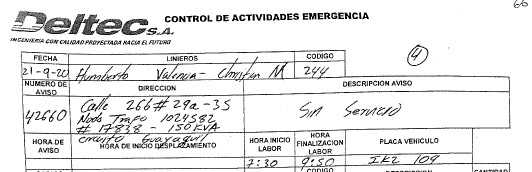 66
Deltec S.A.
CONTROL DE ACTIVIDADES EMERGENCIA
INGENIERIA CON CALIDAD PROYECTADA HACIA EL FUTURO
4
FECHA LINIEROS CODIGO
21-9-20 Humberto Valencia - Christian M 244
NUMERO DE AVISO DIRECCION DESCRIPCION AVISO
42660 Calle 26G # 29a-35 Sin Servicio
Nodo Trafo 1024582
# 17838 - 150 KVA
circuito Guayaquil
HORA DE AVISO HORA DE INICIO DESPLAZAMIENTO HORA INICIO LABOR HORA FINALIZACION LABOR PLACA VEHICULO
7:30 9:50 IKZ 109
CODIGO DESCRIPCION CANTIDAD